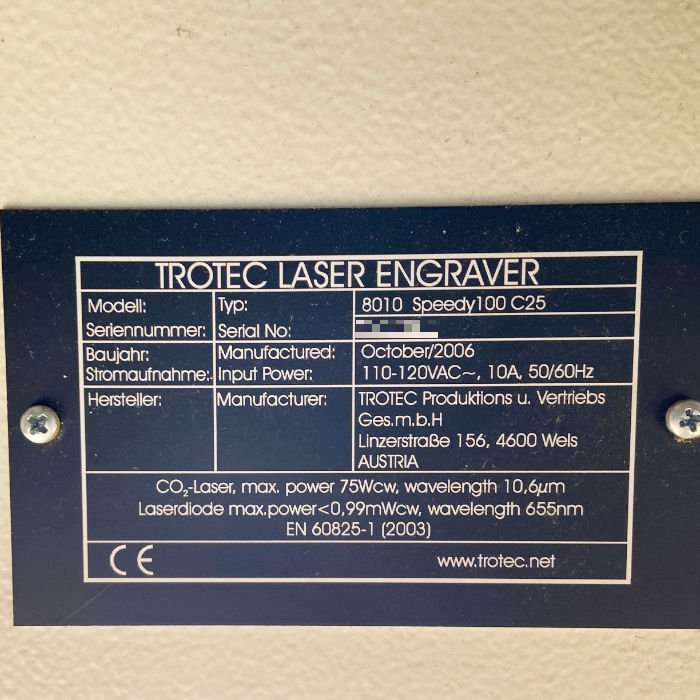 TROTEC LASER ENGRAVER
Modell: Typ: 8010 Speedy100 C25
Seriennummer: Serial No:
Baujahr: Manufactured: October/2006
Stromaufnahme: Input Power: 110-120VAC~, 10A, 50/60Hz
Hersteller: Manufacturer: TROTEC Produktions u. Vertriebs
Ges.m.b.H
Linzerstraße 156, 4600 Wels
AUSTRIA
CO₂-Laser, max. power 75Wcw, wavelength 10,6µm
Laserdiode max.power<0,99mWcw, wavelength 655nm
EN 60825-1 (2003)
CE www.trotec.net